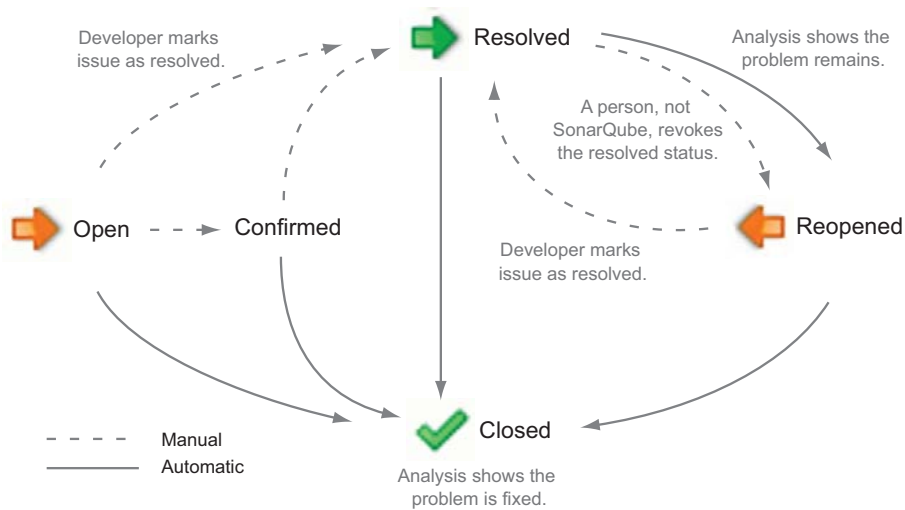 Developer marks
issue as resolved.
Resolved
Analysis shows the
problem remains.
A person, not
SonarQube, revokes
the resolved status.
Open
Confirmed
Reopened
Developer marks
issue as resolved.
Closed
Analysis shows the
problem is fixed.
Manual
Automatic